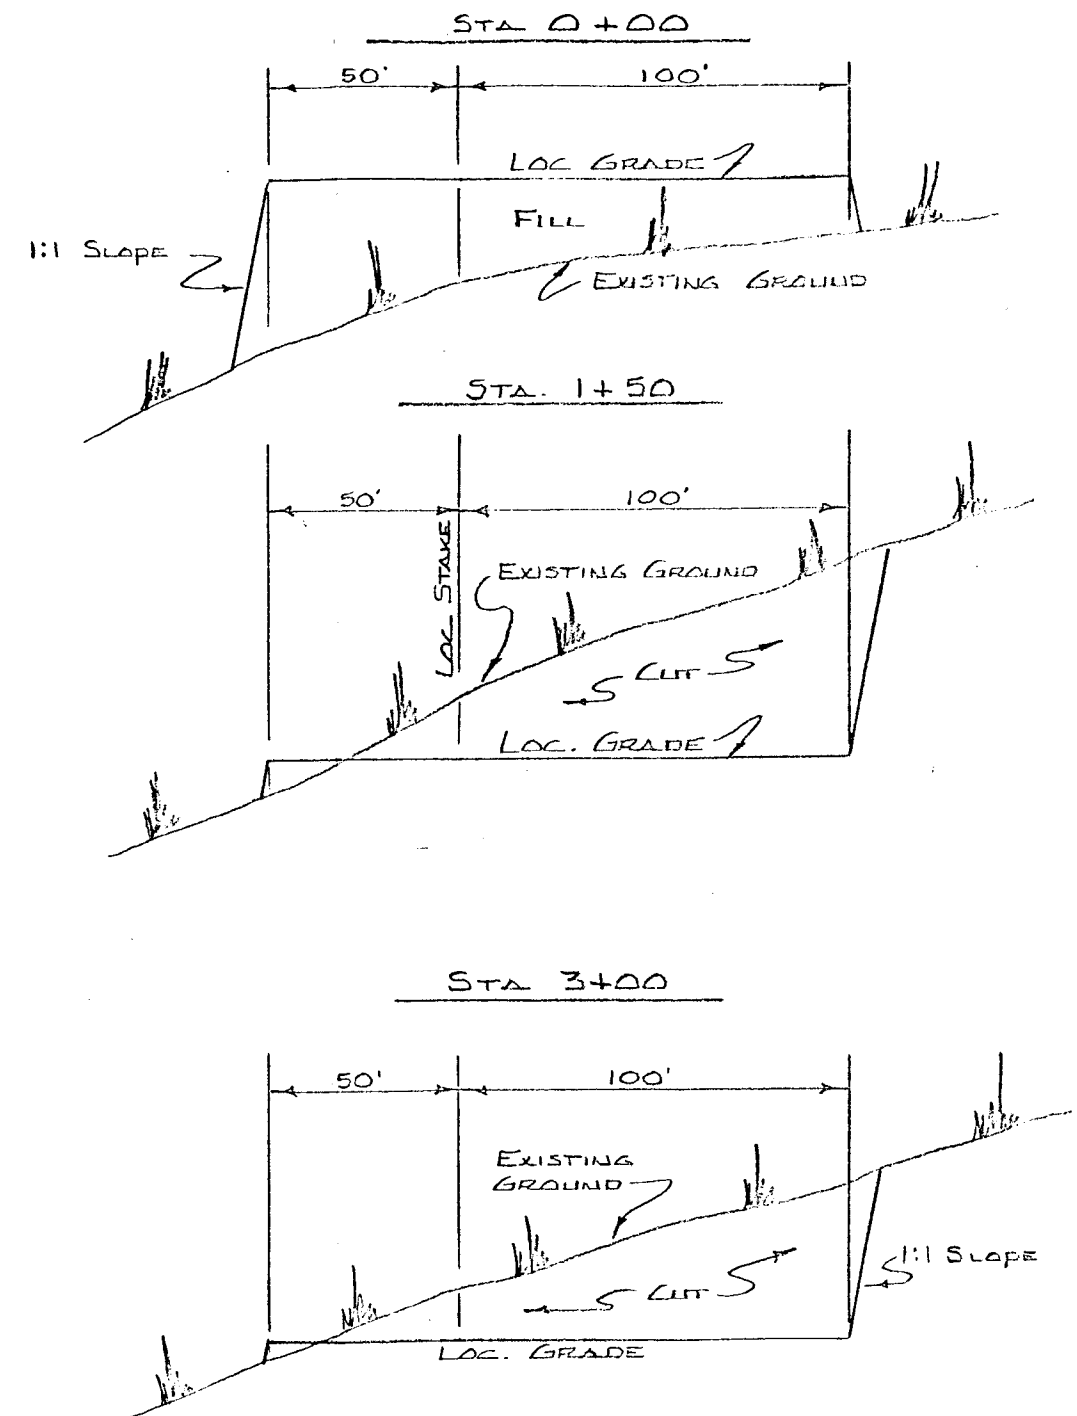 STA 0+00
50' 100'
LOC GRADE
FILL
1:1 SLOPE
EXISTING GROUND
STA. 1+50
50' 100'
LOC STAKE
EXISTING GROUND
CUT
LOC. GRADE
STA 3+00
50' 100'
EXISTING
GROUND
1:1 SLOPE
CUT
LOC. GRADE